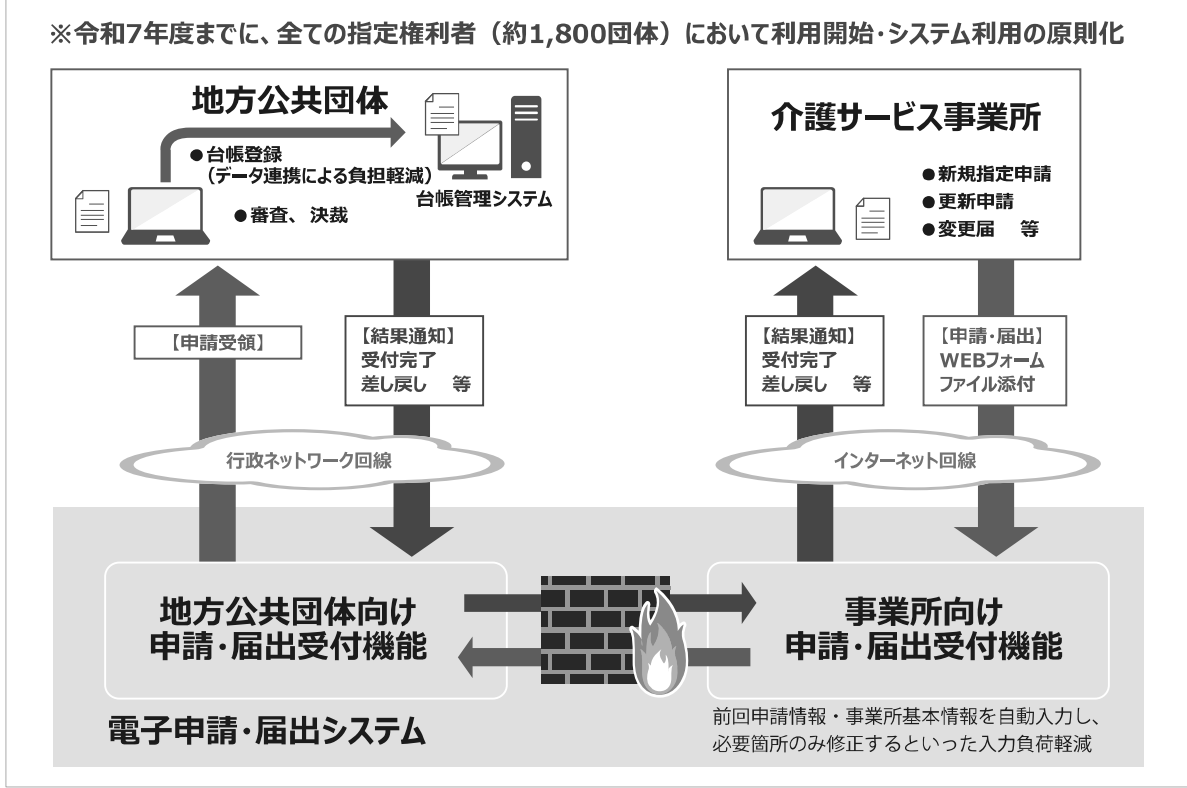 ※令和7年度までに、全ての指定権利者（約1,800団体）において利用開始・システム利用の原則化
地方公共団体
●台帳登録
（データ連携による負担軽減）
台帳管理システム
●審査、決裁
介護サービス事業所
●新規指定申請
●更新申請
●変更届　等
【申請受領】
【結果通知】
受付完了
差し戻し　等
【結果通知】
受付完了
差し戻し　等
【申請・届出】
WEBフォーム
ファイル添付
行政ネットワーク回線
インターネット回線
地方公共団体向け
申請・届出受付機能
事業所向け
申請・届出受付機能
電子申請・届出システム
前回申請情報・事業所基本情報を自動入力し、
必要箇所のみ修正するといった入力負荷軽減